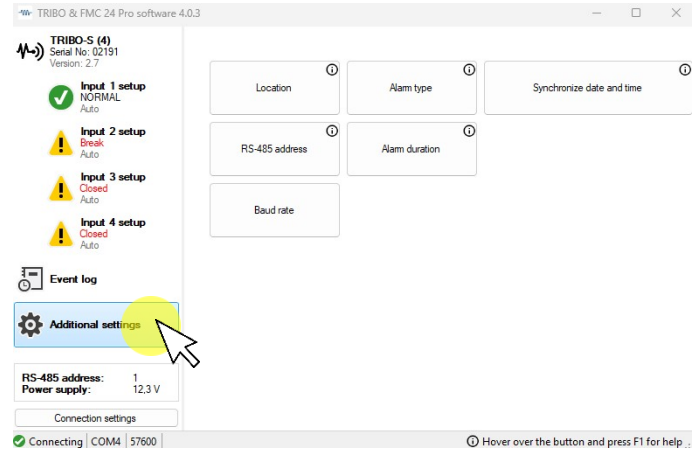 TRIBO & FMC 24 Pro software 4.0.3
TRIBO-S (4)
Serial No: 02191
Version: 2.7
Input 1 setup
NORMAL
Auto
Input 2 setup
Break
Auto
Input 3 setup
Closed
Auto
Input 4 setup
Closed
Auto
Event log
Additional settings
RS-485 address: 1
Power supply: 12,3 V
Connection settings
Location
Alarm type
Synchronize date and time
RS-485 address
Alarm duration
Baud rate
Connecting COM4 57600
Hover over the button and press F1 for help